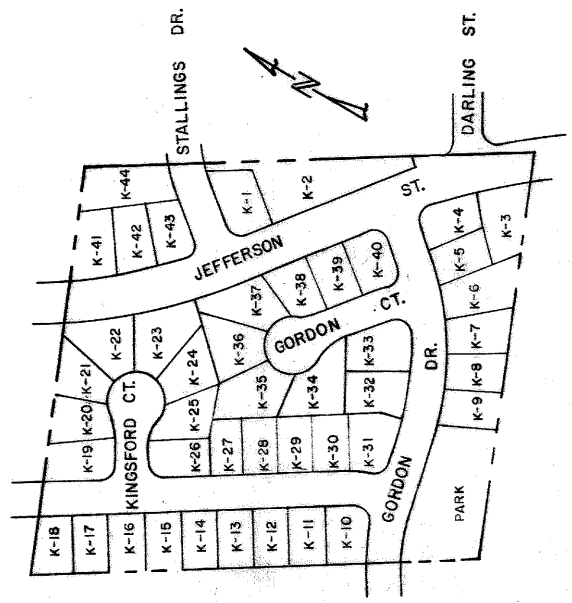 STALLINGS DR.
DARLING ST.
N
K-44
K-41
K-42
K-43
K-1
K-2
JEFFERSON ST.
K-4
K-3
K-5
K-6
K-7
K-8
K-9
K-40
K-39
K-38
K-37
K-36
GORDON CT.
K-35
K-34
K-33
K-32
K-22
K-23
K-21
K-24
K-20
K-25
K-19
KINGSFORD CT.
K-26
K-27
K-28
K-29
K-30
K-31
GORDON DR.
PARK
K-18
K-17
K-16
K-15
K-14
K-13
K-12
K-11
K-10